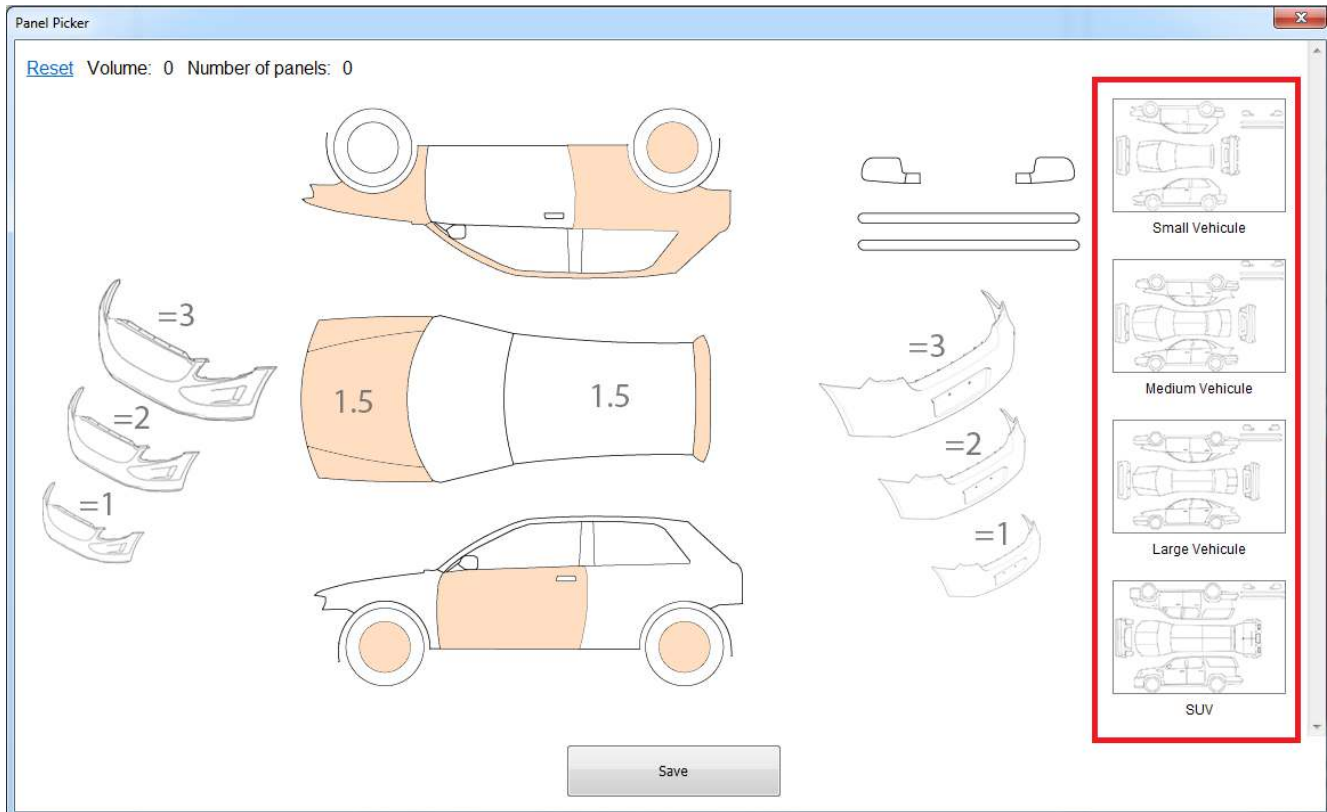 Panel Picker
Reset Volume: 0 Number of panels: 0
Small Vehicule
=3
=3
Medium Vehicule
1.5
1.5
=2
=2
=1
=1
Large Vehicule
SUV
Save